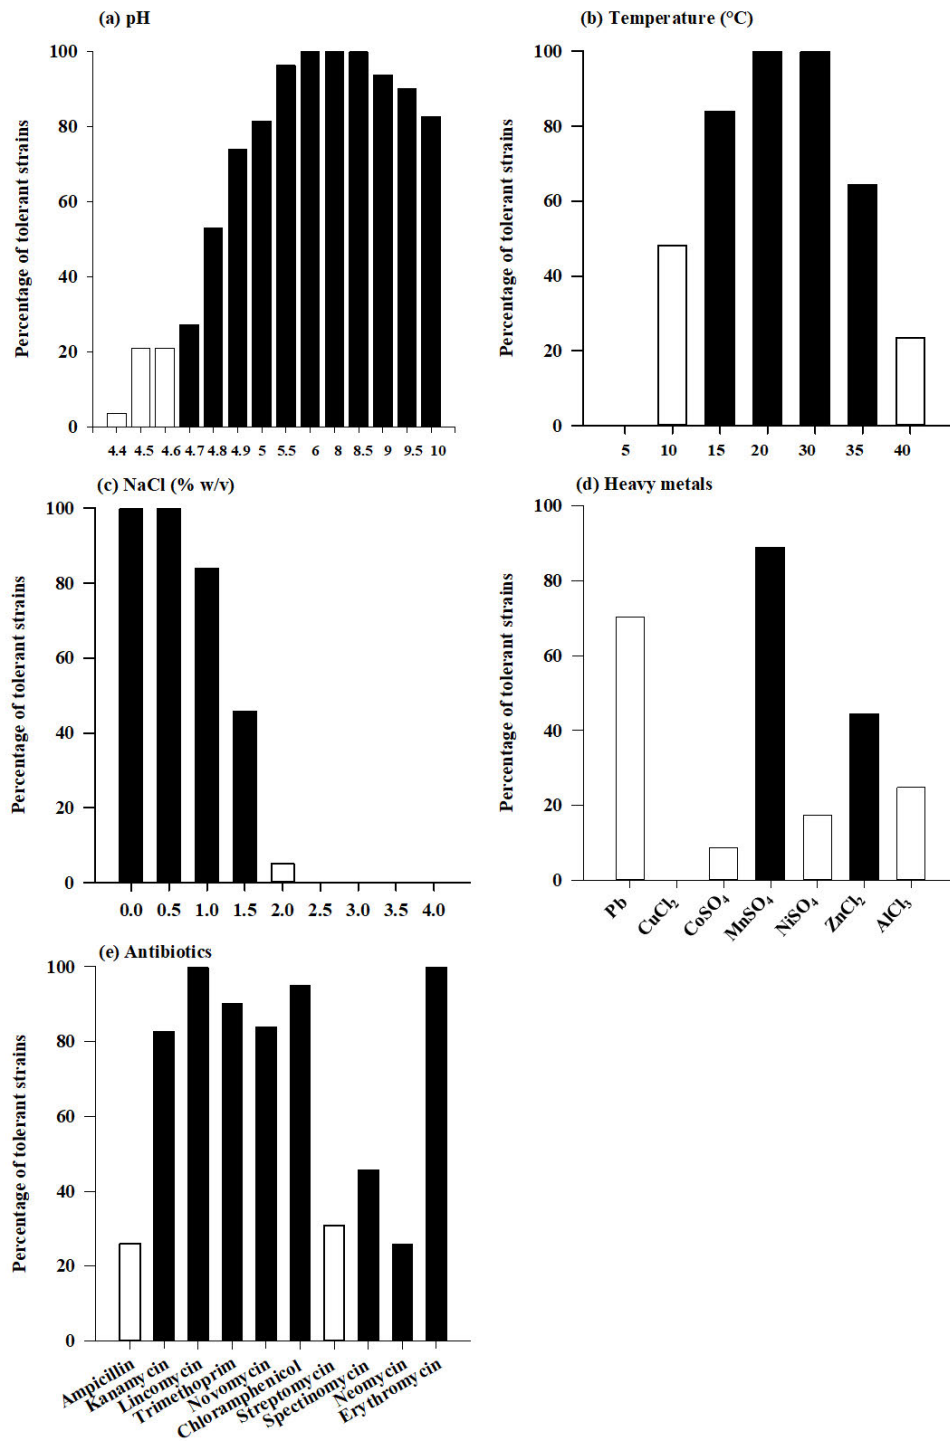 (a) pH
Percentage of tolerant strains
100
80
60
40
20
0
4.4 4.5 4.6 4.7 4.8 4.9 5 5.5 6 8 8.5 9 9.5 10
(b) Temperature (°C)
Percentage of tolerant strains
100
80
60
40
20
0
5 10 15 20 30 35 40
(c) NaCl (% w/v)
Percentage of tolerant strains
100
80
60
40
20
0
0.0 0.5 1.0 1.5 2.0 2.5 3.0 3.5 4.0
(d) Heavy metals
Percentage of tolerant strains
100
80
60
40
20
0
Pb CuCl₂ CoSO₄ MnSO₄ NiSO₄ ZnCl₂ AlCl₃
(e) Antibiotics
Percentage of tolerant strains
100
80
60
40
20
0
Ampicillin Kanamycin Lincomycin Trimethoprim Novomycin Chloramphenicol Streptomycin Spectinomycin Neomycin Erythromycin